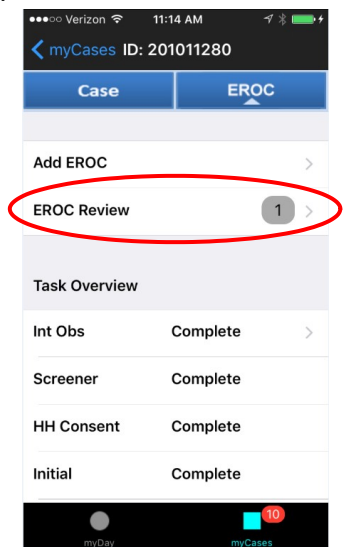 Verizon 11:14 AM
myCases ID: 201011280
Case EROC
Add EROC
EROC Review 1
Task Overview
Int Obs Complete
Screener Complete
HH Consent Complete
Initial Complete
10
myDay myCases